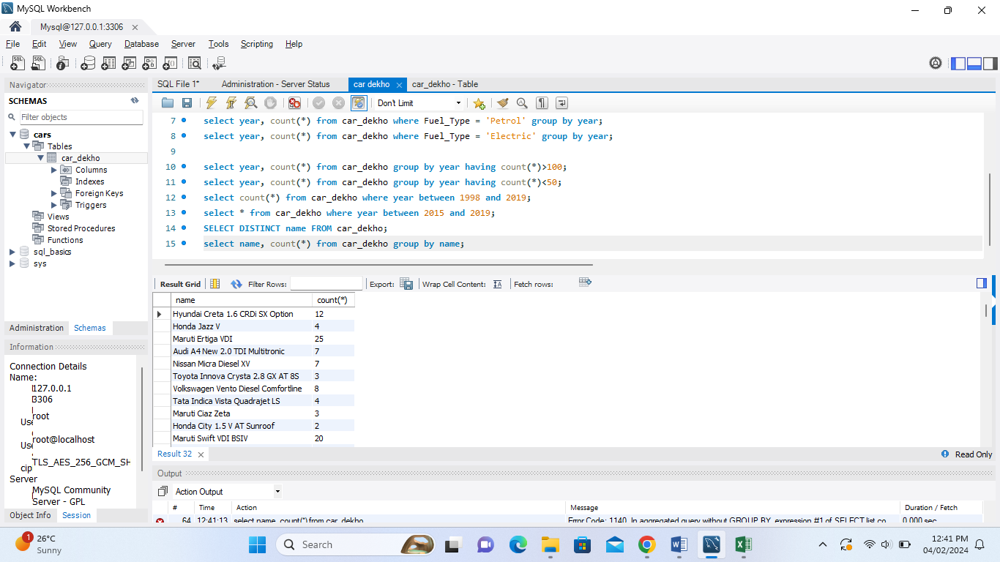 MySQL Workbench
Mysql@127.0.0.1:3306
File Edit View Query Database Server Tools Scripting Help
Navigator
SCHEMAS
Filter objects
cars
Tables
car_dekho
Columns
Indexes
Foreign Keys
Triggers
Views
Stored Procedures
Functions
sql_basics
sys
Administration Schemas
Information
Connection Details
Name:
127.0.0.1
3306
root
root@localhost
TLS_AES_256_GCM_SH
cip
Server
MySQL Community
Server - GPL
Object Info Session
SQL File 1* Administration - Server Status car dekho car_dekho - Table
Don't Limit
7 select year, count(*) from car_dekho where Fuel_Type = 'Petrol' group by year;
8 select year, count(*) from car_dekho where Fuel_Type = 'Electric' group by year;
9
10 select year, count(*) from car_dekho group by year having count(*)>100;
11 select year, count(*) from car_dekho group by year having count(*)<50;
12 select count(*) from car_dekho where year between 1998 and 2019;
13 select * from car_dekho where year between 2015 and 2019;
14 SELECT DISTINCT name FROM car_dekho;
15 select name, count(*) from car_dekho group by name;
Result Grid Filter Rows: Export: Wrap Cell Content: Fetch rows:
name count(*)
Hyundai Creta 1.6 CRDi SX Option 12
Honda Jazz V 4
Maruti Ertiga VDI 25
Audi A4 New 2.0 TDI Multitronic 7
Nissan Micra Diesel XV 7
Toyota Innova Crysta 2.8 GX AT 8S 3
Volkswagen Vento Diesel Comfortline 8
Tata Indica Vista Quadrajet LS 4
Maruti Ciaz Zeta 3
Honda City 1.5 V AT Sunroof 2
Maruti Swift VDI BSIV 20
Result 32 Read Only
Output
Action Output
# Time Action Message Duration / Fetch
64 12:41:13 select name, count(*) from car_dekho Error Code: 1140. In aggregated query without GROUP BY, expression #1 of SELECT list co... 0.000 sec
1
26°C
Sunny
Search
12:41 PM
04/02/2024